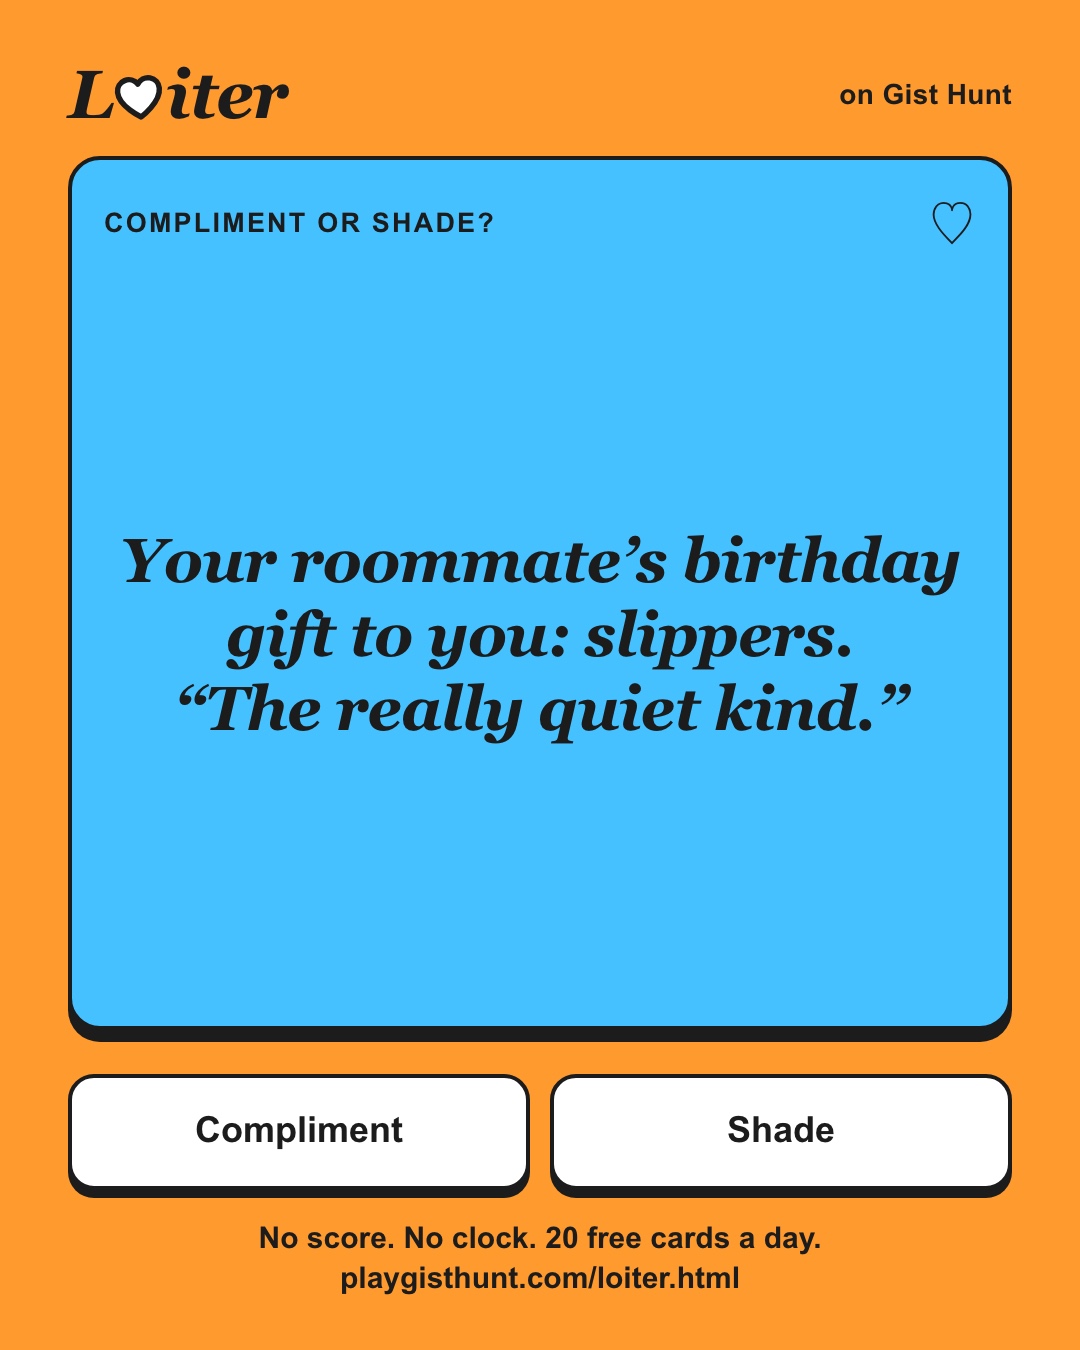 Loiter
on Gist Hunt
COMPLIMENT OR SHADE?
Your roommate’s birthday
gift to you: slippers.
“The really quiet kind.”
Compliment
Shade
No score. No clock. 20 free cards a day.
playgisthunt.com/loiter.html